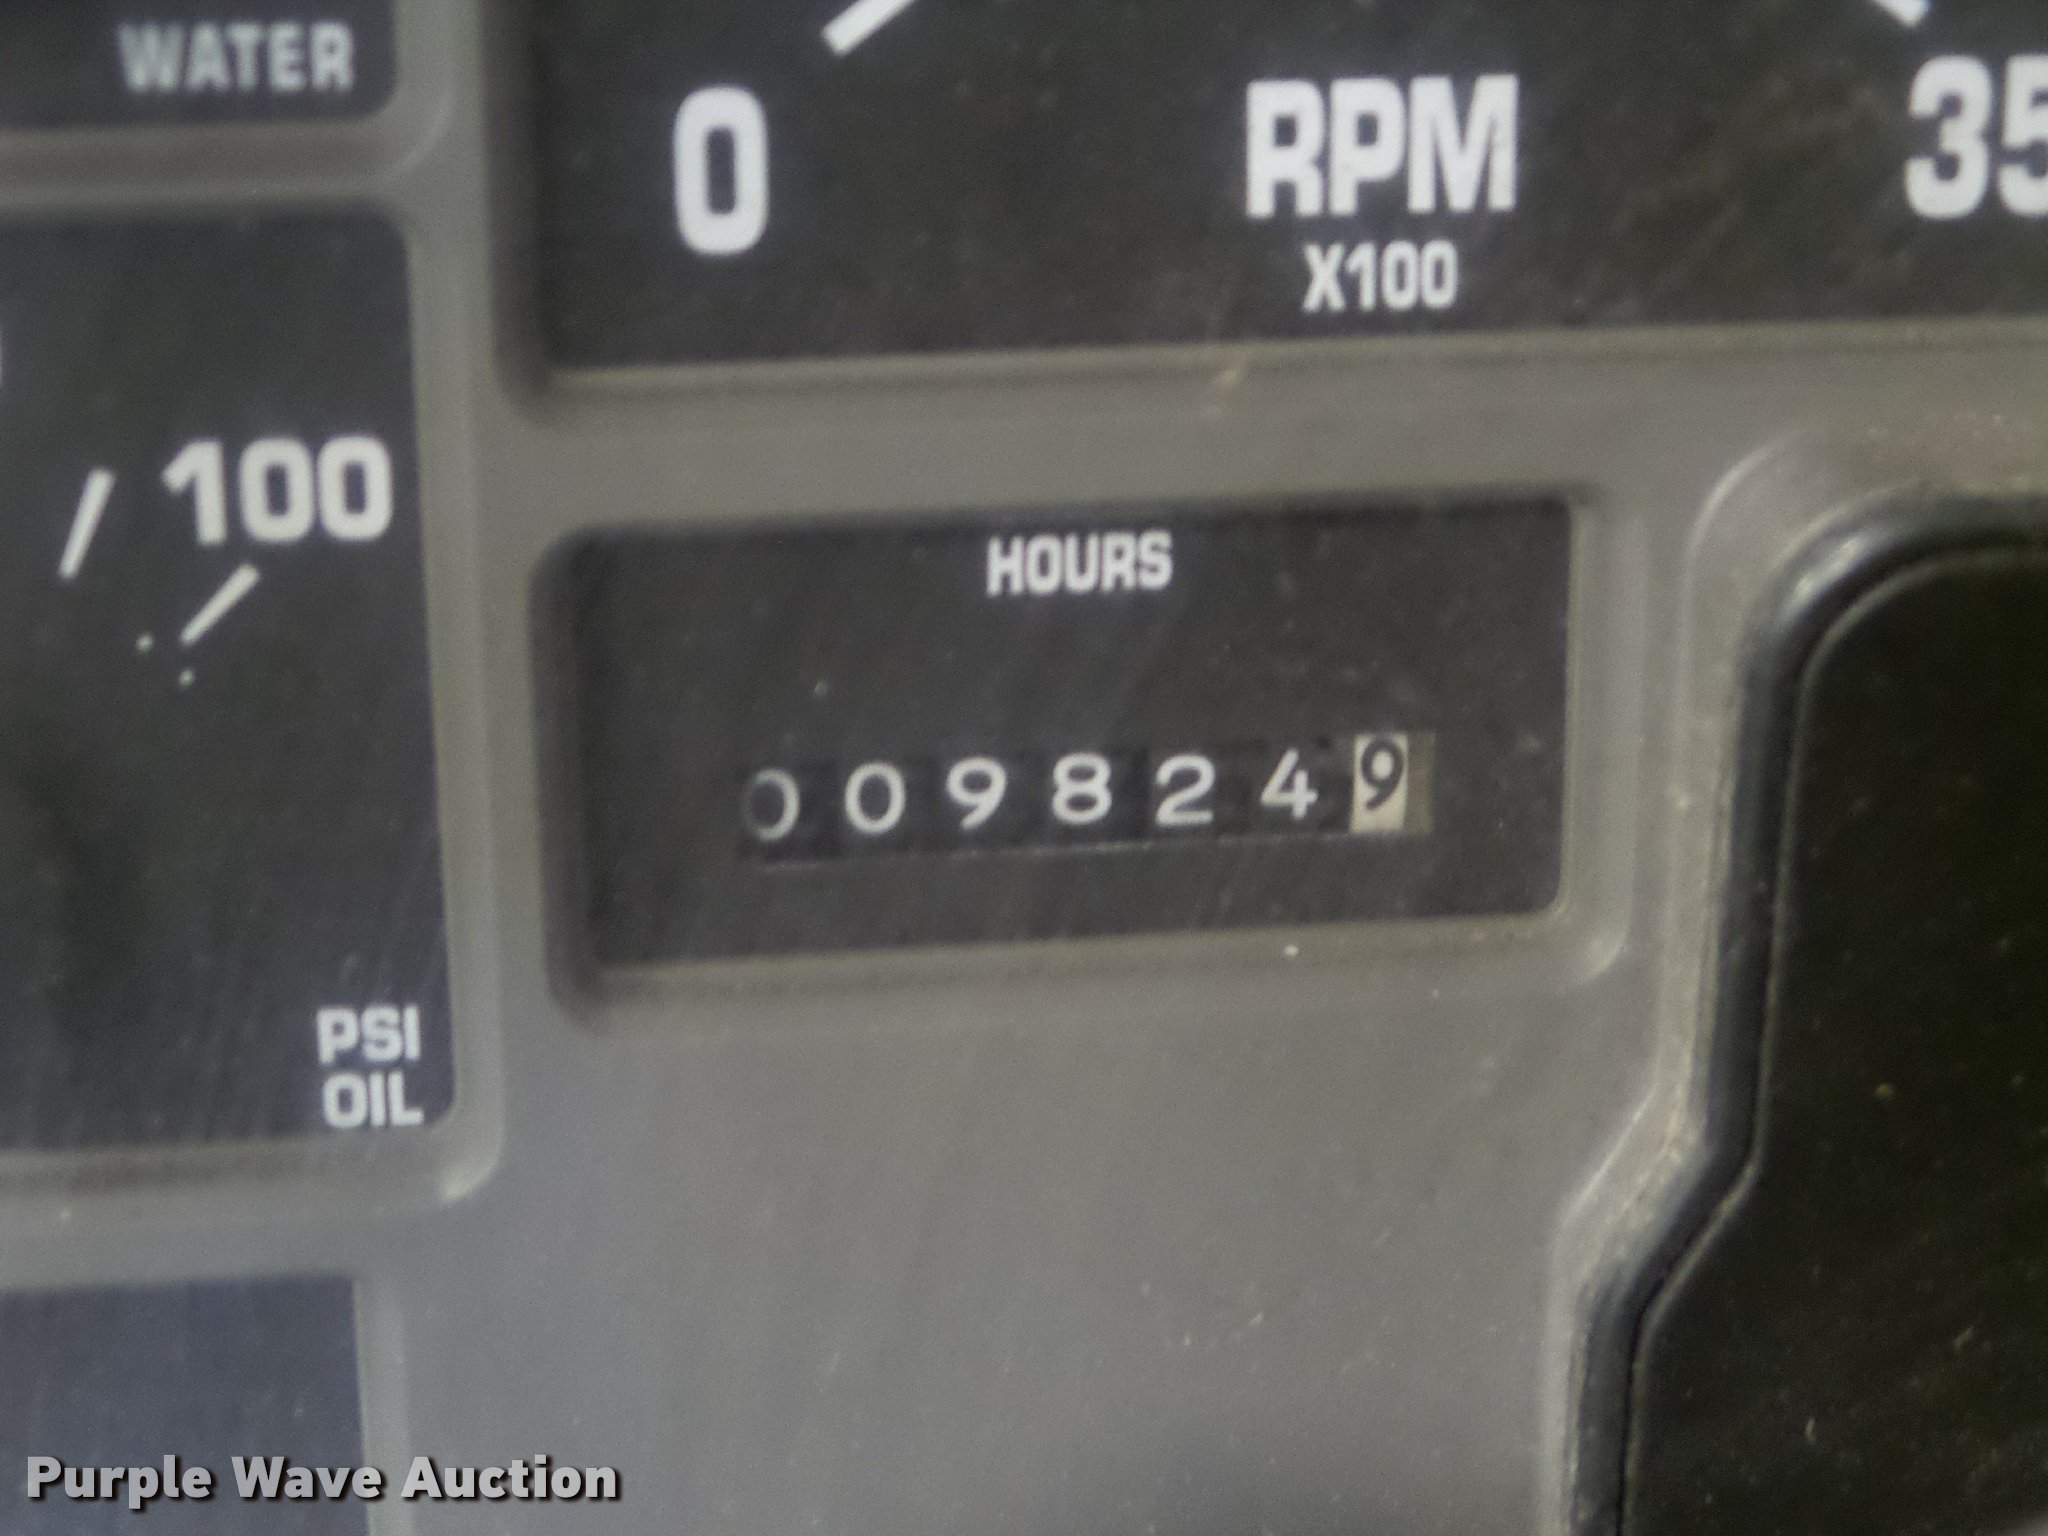 WATER
0
RPM
X100
35
100
HOURS
0098249
PSI
OIL
Purple Wave Auction